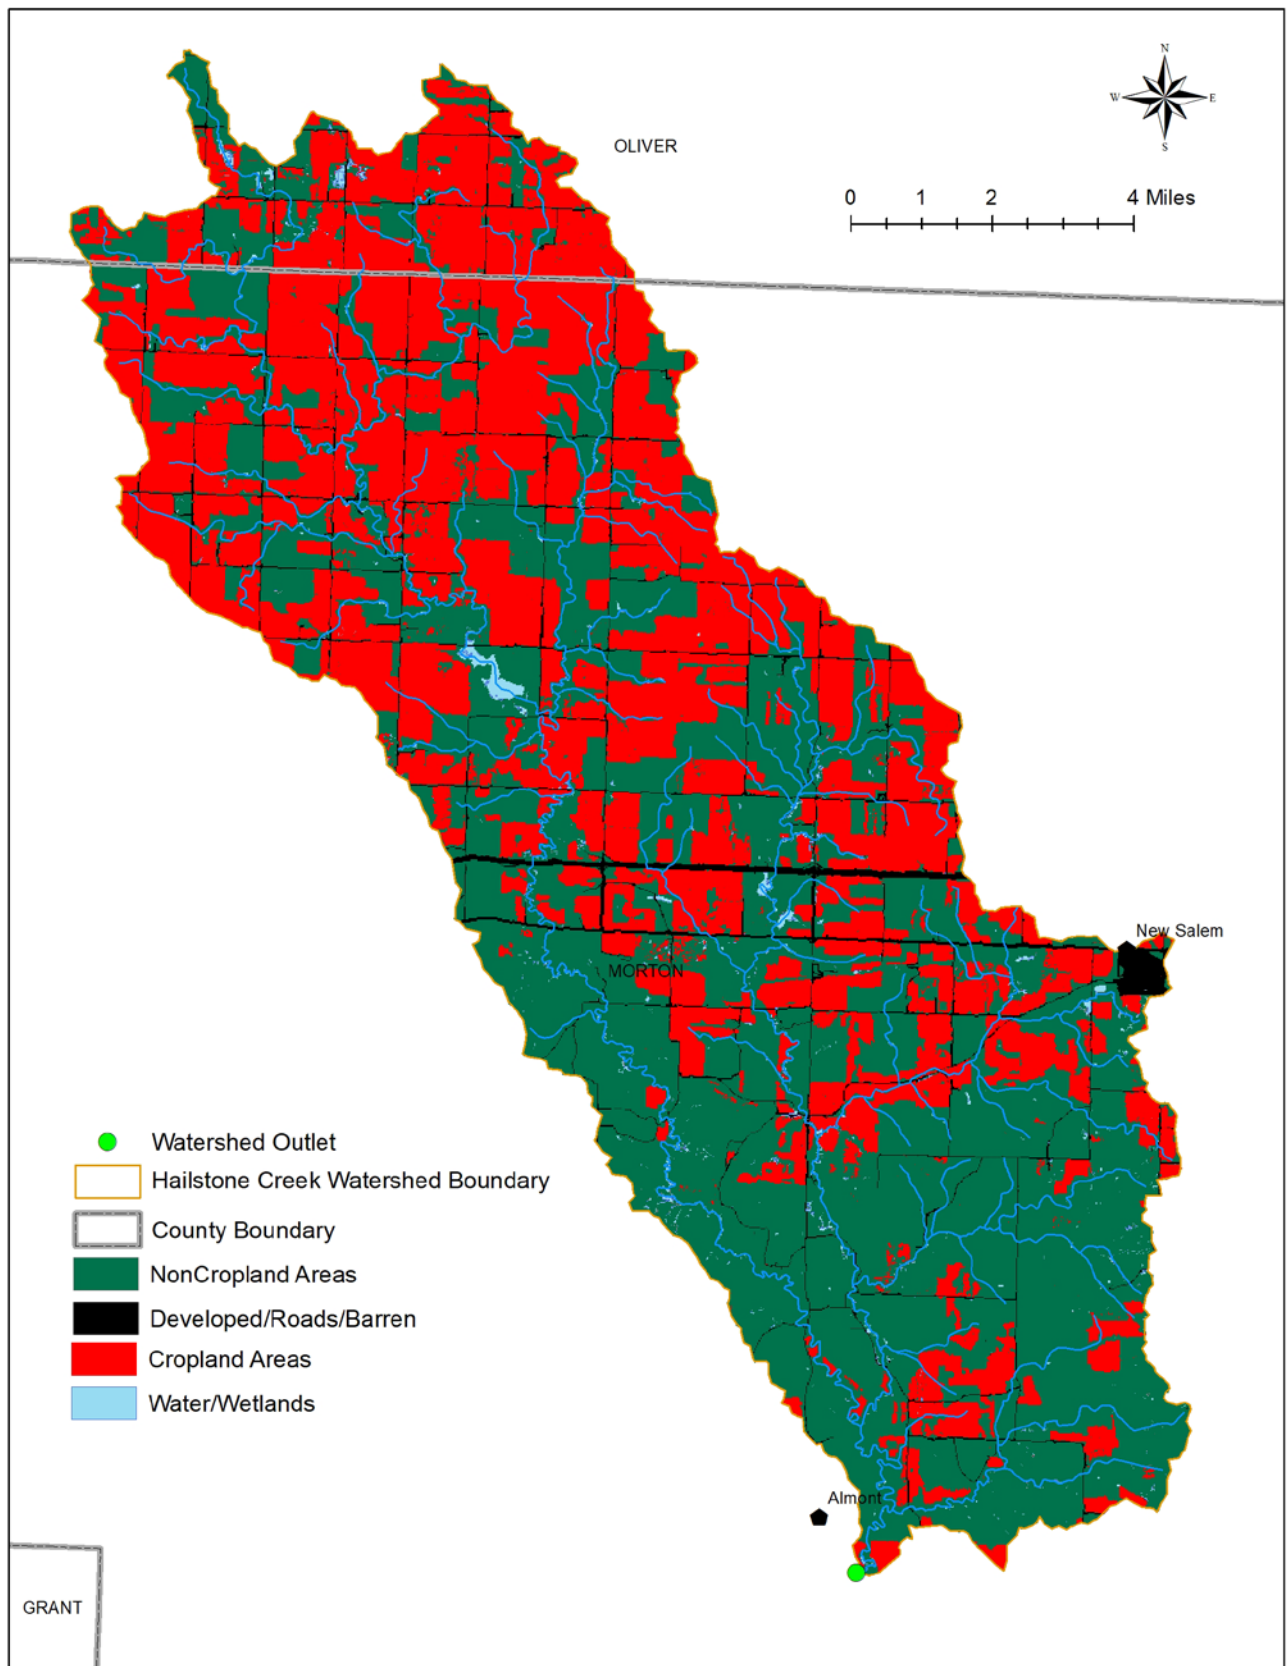 N
W E
S
OLIVER
0 1 2 4 Miles
New Salem
MORTON
Watershed Outlet
Hailstone Creek Watershed Boundary
County Boundary
NonCropland Areas
Developed/Roads/Barren
Cropland Areas
Water/Wetlands
Almont
GRANT